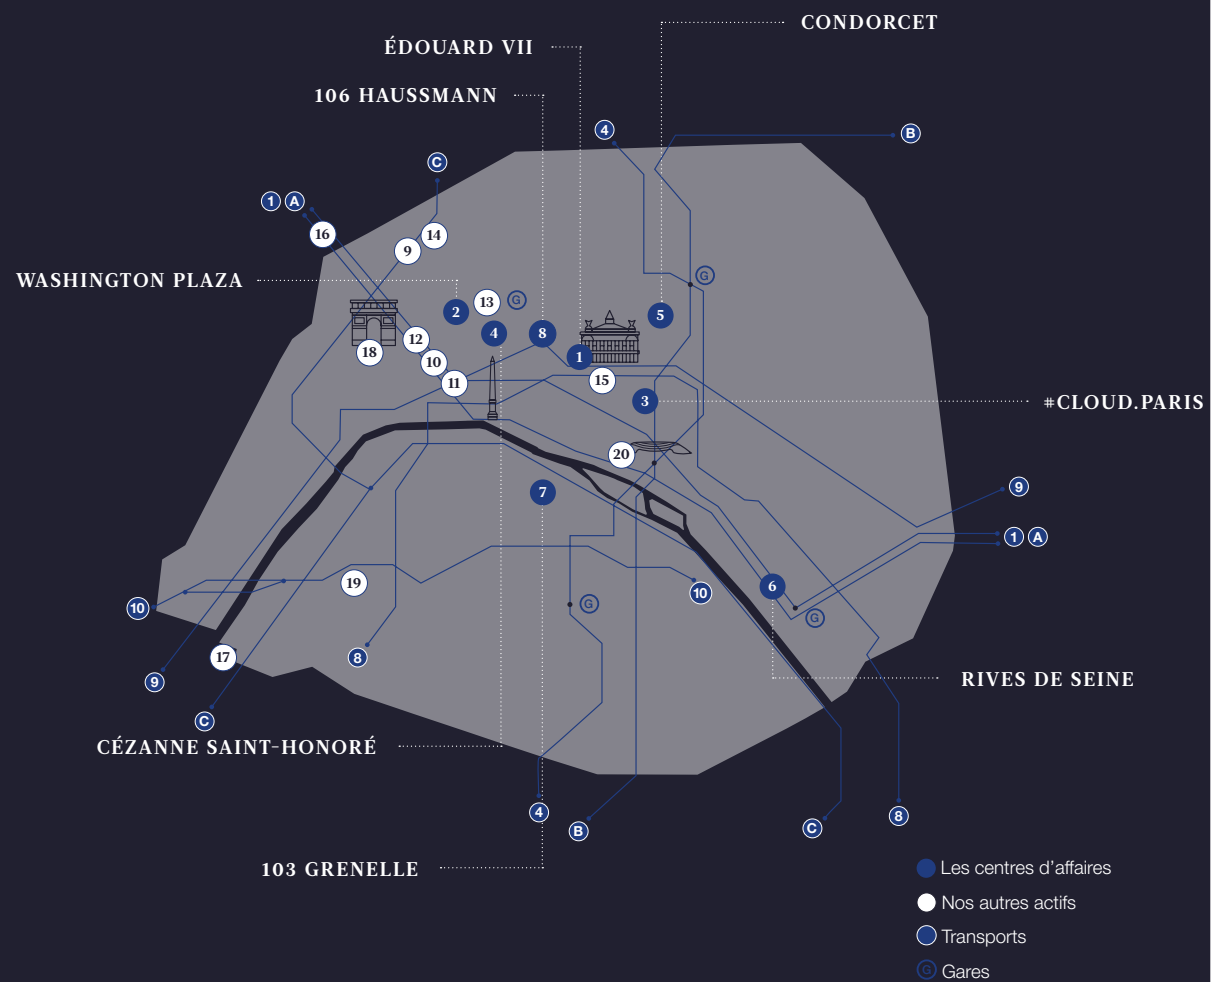 CONDORCET
ÉDOUARD VII
106 HAUSSMANN
4
B
C
1 A
16
14
9
WASHINGTON PLAZA
G
2
13
G
5
4
8
12
1
18
10
11
15
3
#CLOUD.PARIS
20
9
7
1 A
19
6
10
10
G
G
17
8
RIVES DE SEINE
9
C
CÉZANNE SAINT-HONORÉ
4
8
B
C
103 GRENELLE
Les centres d'affaires
Nos autres actifs
Transports
G Gares